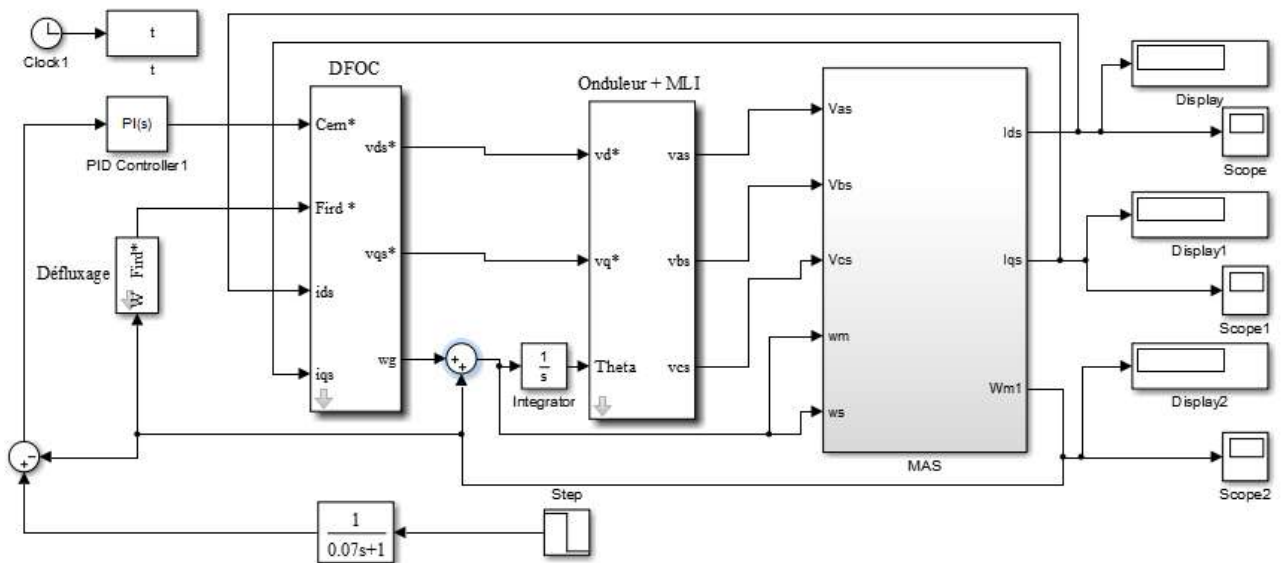 Clock1
t
t
PI(s)
PID Controller1
Défluxage
W Fird*
DFOC
Cem*
Fird *
ids
iqs
vds*
vqs*
wg
+
+
1
s
Integrator
Onduleur + MLI
vd*
vq*
Theta
vas
vbs
vcs
Vas
Vbs
Vcs
wm
ws
Ids
Iqs
Wm1
MAS
Display
Scope
Display1
Scope1
Display2
Scope2
+ −
1
0.07s+1
Step